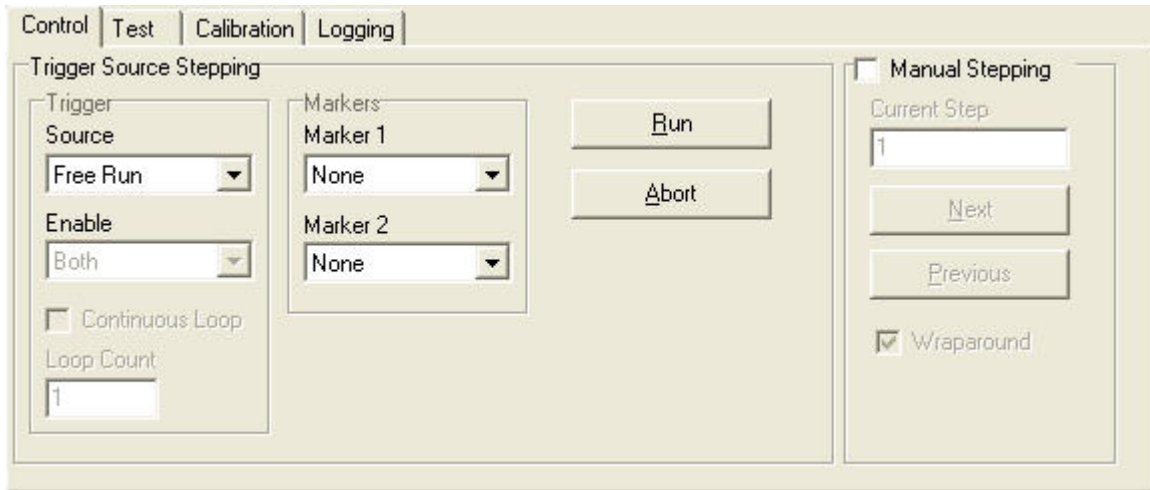 Control Test Calibration Logging
Trigger Source Stepping
Trigger
Source
Free Run
Enable
Both
Continuous Loop
Loop Count
1
Markers
Marker 1
None
Marker 2
None
Run
Abort
Manual Stepping
Current Step
1
Next
Previous
Wraparound